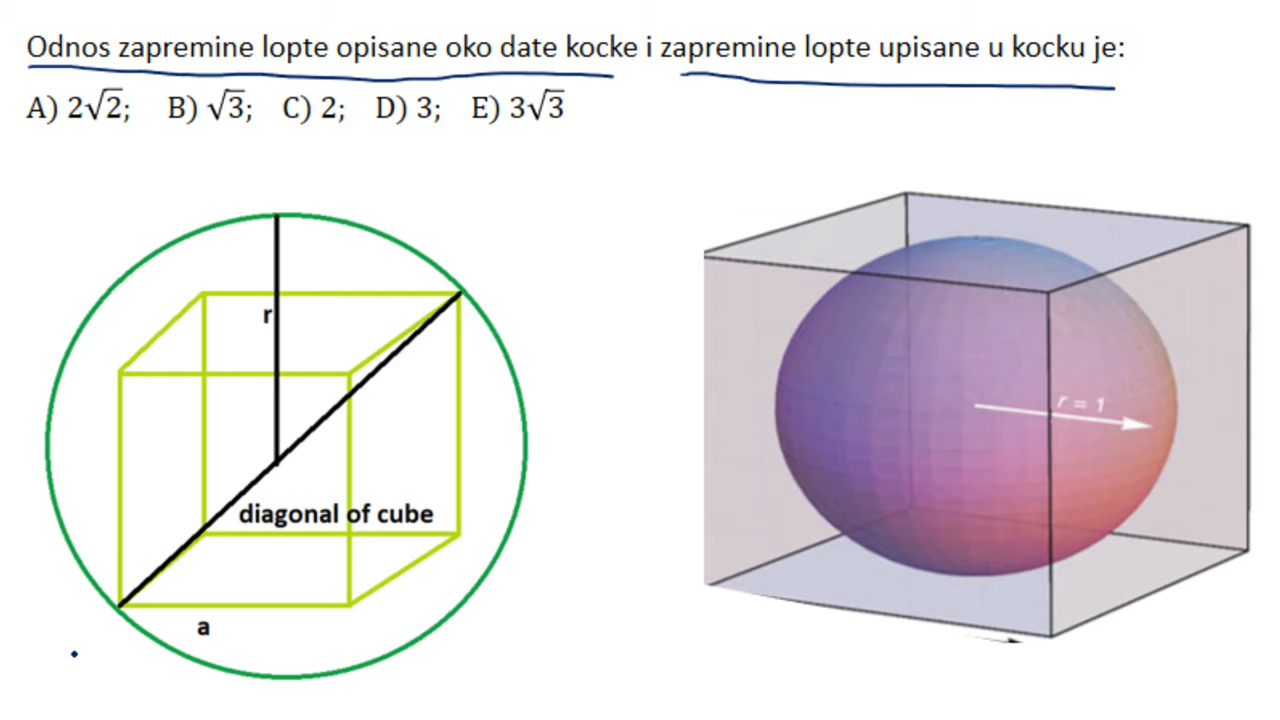 Odnos zapremine lopte opisane oko date kocke i zapremine lopte upisane u kocku je:
A) 2√2; B) √3; C) 2; D) 3; E) 3√3
r
diagonal of cube
a
r = 1